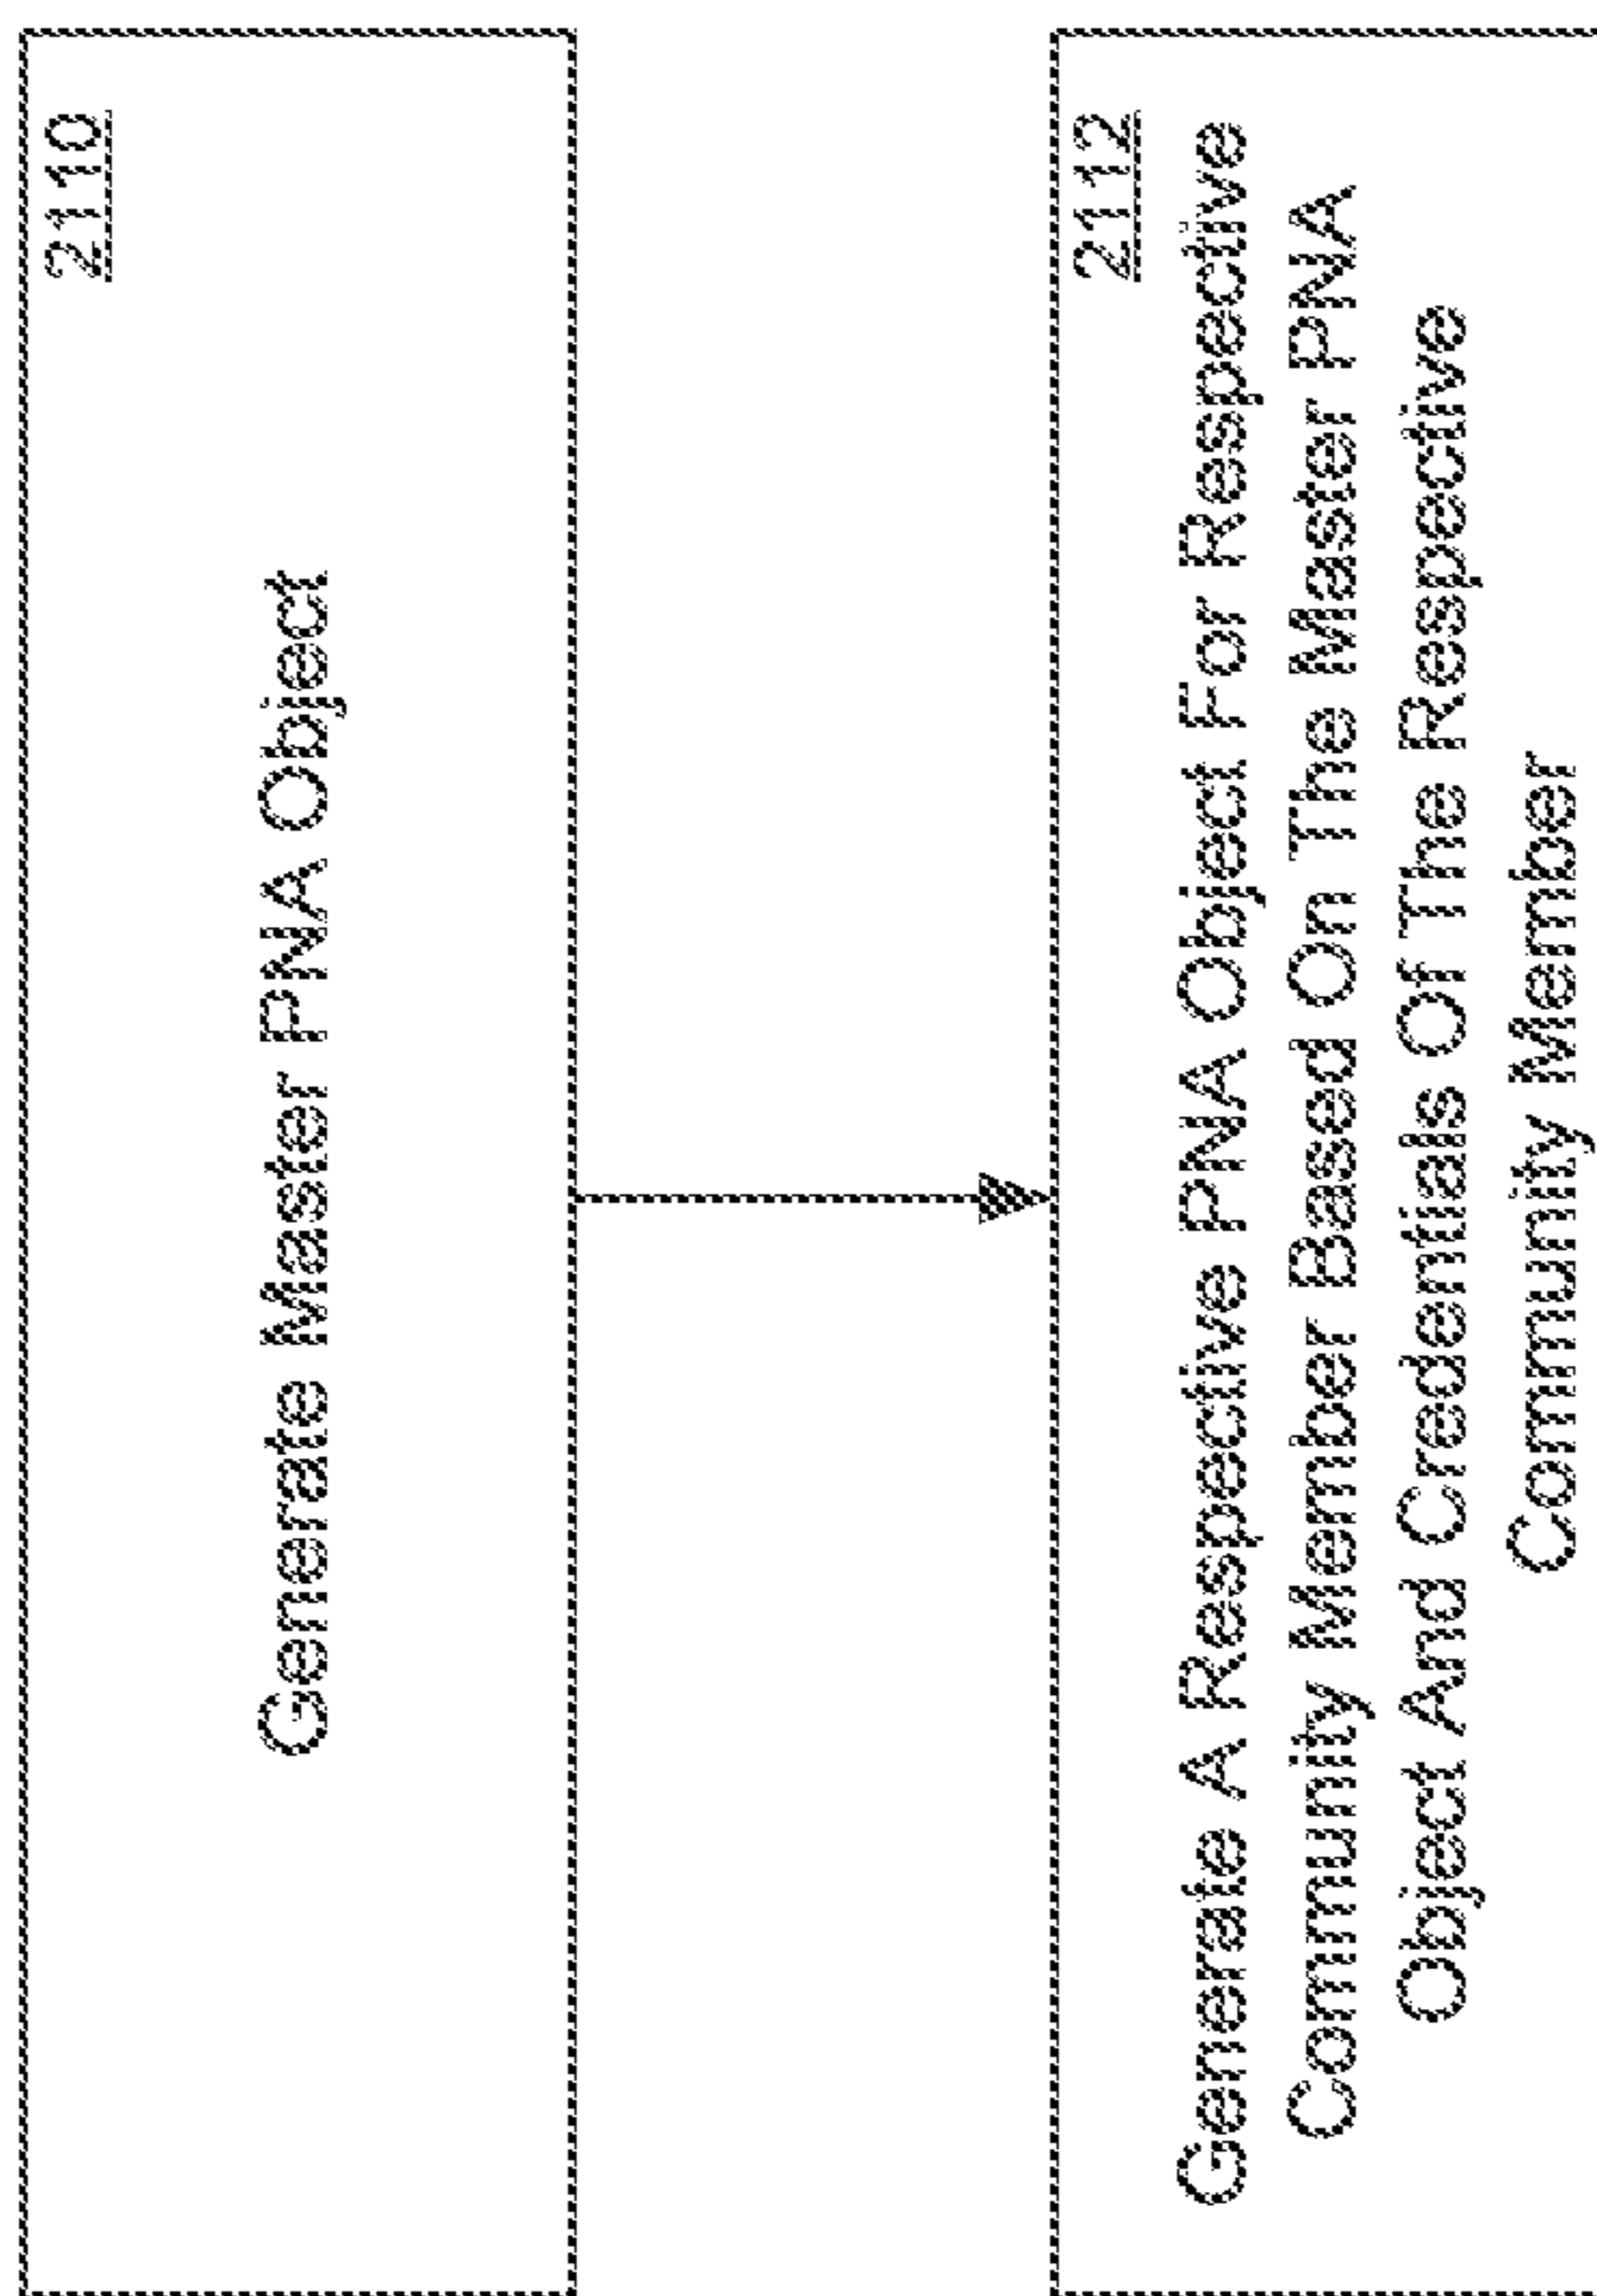 2110
Generate Master PNA Object
2112
Generate A Respective PNA Object For Respective
Community Member Based On The Master PNA
Object And Credentials Of The Respective
Community Member